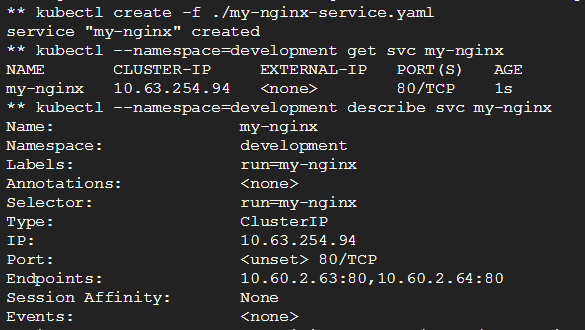 ** kubectl create -f ./my-nginx-service.yaml
service "my-nginx" created
** kubectl --namespace=development get svc my-nginx
NAME CLUSTER-IP EXTERNAL-IP PORT(S) AGE
my-nginx 10.63.254.94 <none> 80/TCP 1s
** kubectl --namespace=development describe svc my-nginx
Name: my-nginx
Namespace: development
Labels: run=my-nginx
Annotations: <none>
Selector: run=my-nginx
Type: ClusterIP
IP: 10.63.254.94
Port: <unset> 80/TCP
Endpoints: 10.60.2.63:80,10.60.2.64:80
Session Affinity: None
Events: <none>